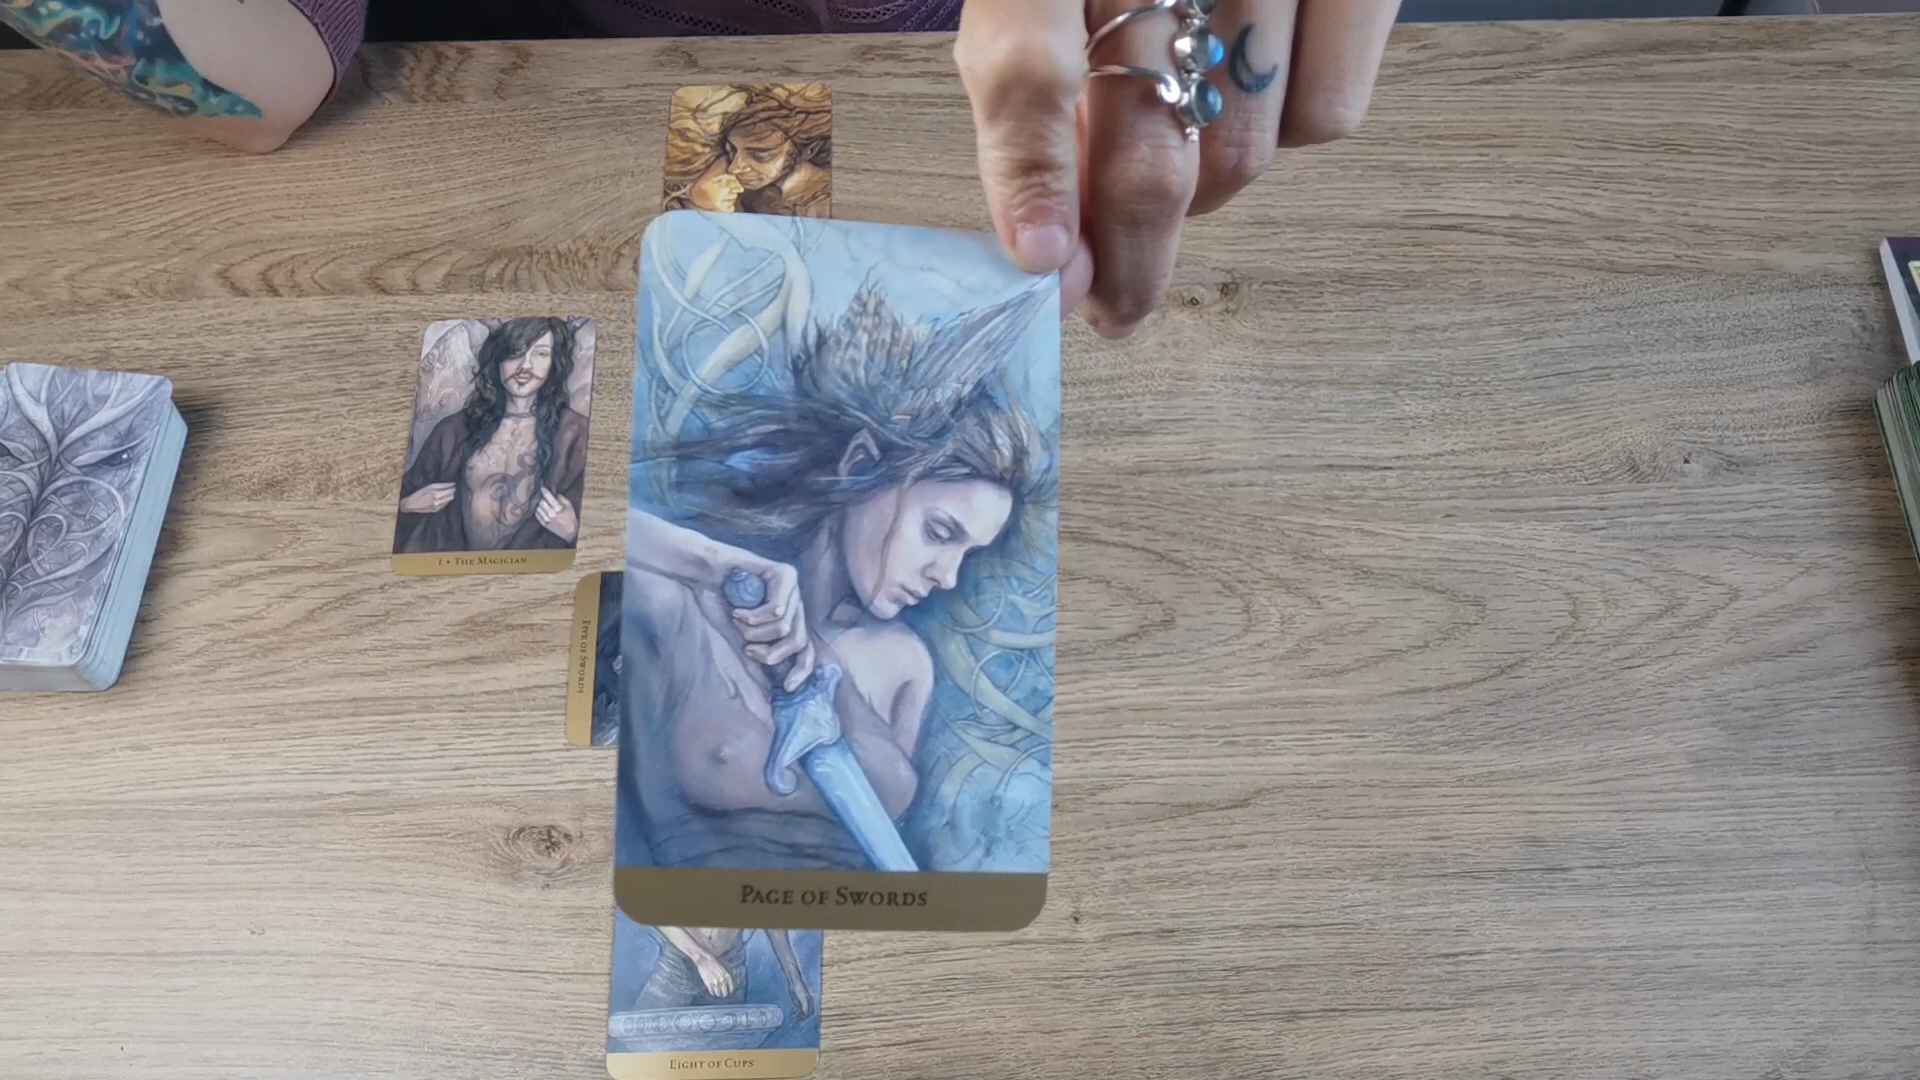 I • The Magician
Five of Swords
Page of Swords
Eight of Cups